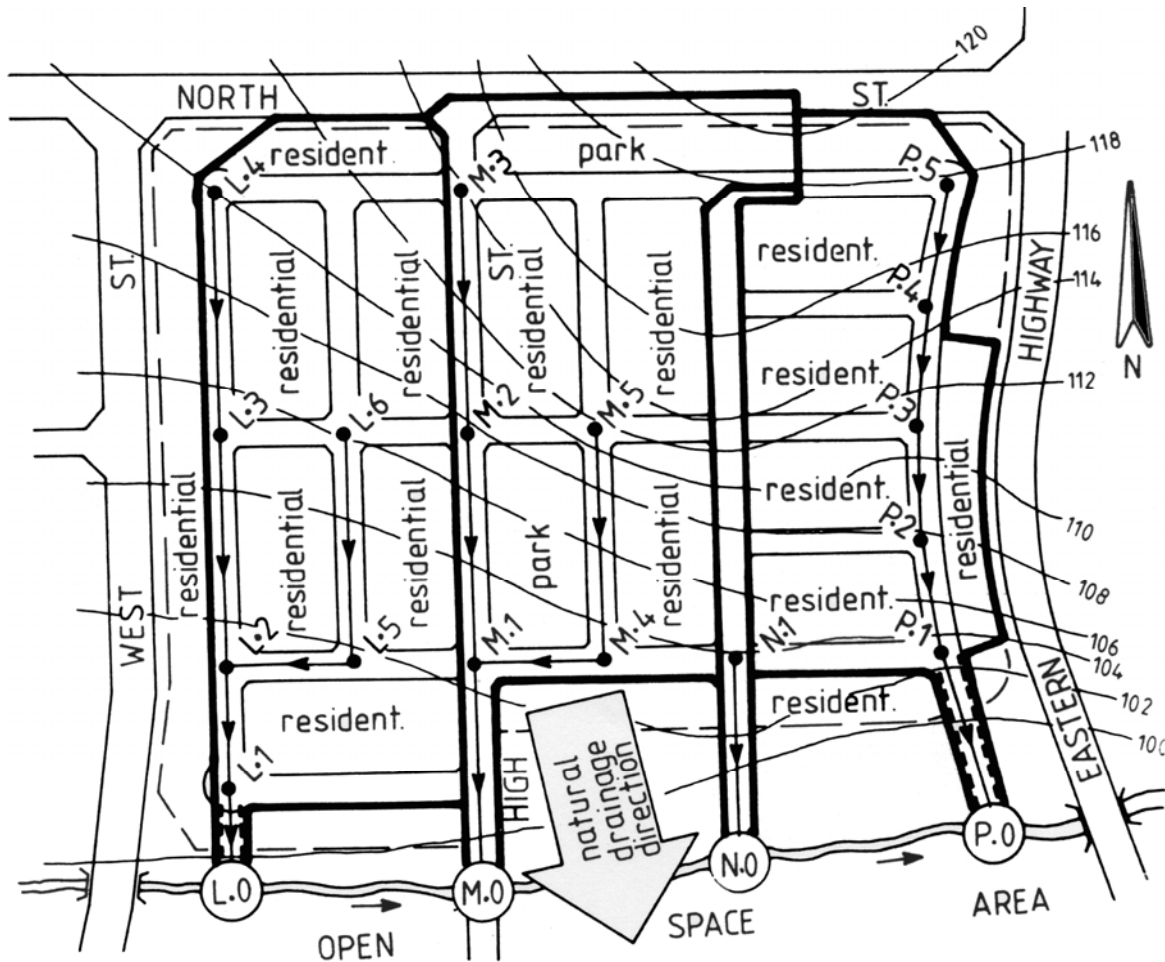 120
NORTH
ST.
resident.
park
118
L.4
M.3
P.5
116
ST.
residential
residential
ST.
residential
residential
resident.
P.4
114
HIGHWAY
N
resident.
112
L.3
L.6
M.2
M.5
P.3
residential
residential
residential
park
residential
resident.
P.2
residential
110
108
resident.
106
WEST
L.2
L.5
M.1
M.4
N.1
P.1
104
102
100
resident.
resident.
L.1
HIGH
natural
drainage
direction
EASTERN
L.0
M.0
N.0
P.0
OPEN
SPACE
AREA